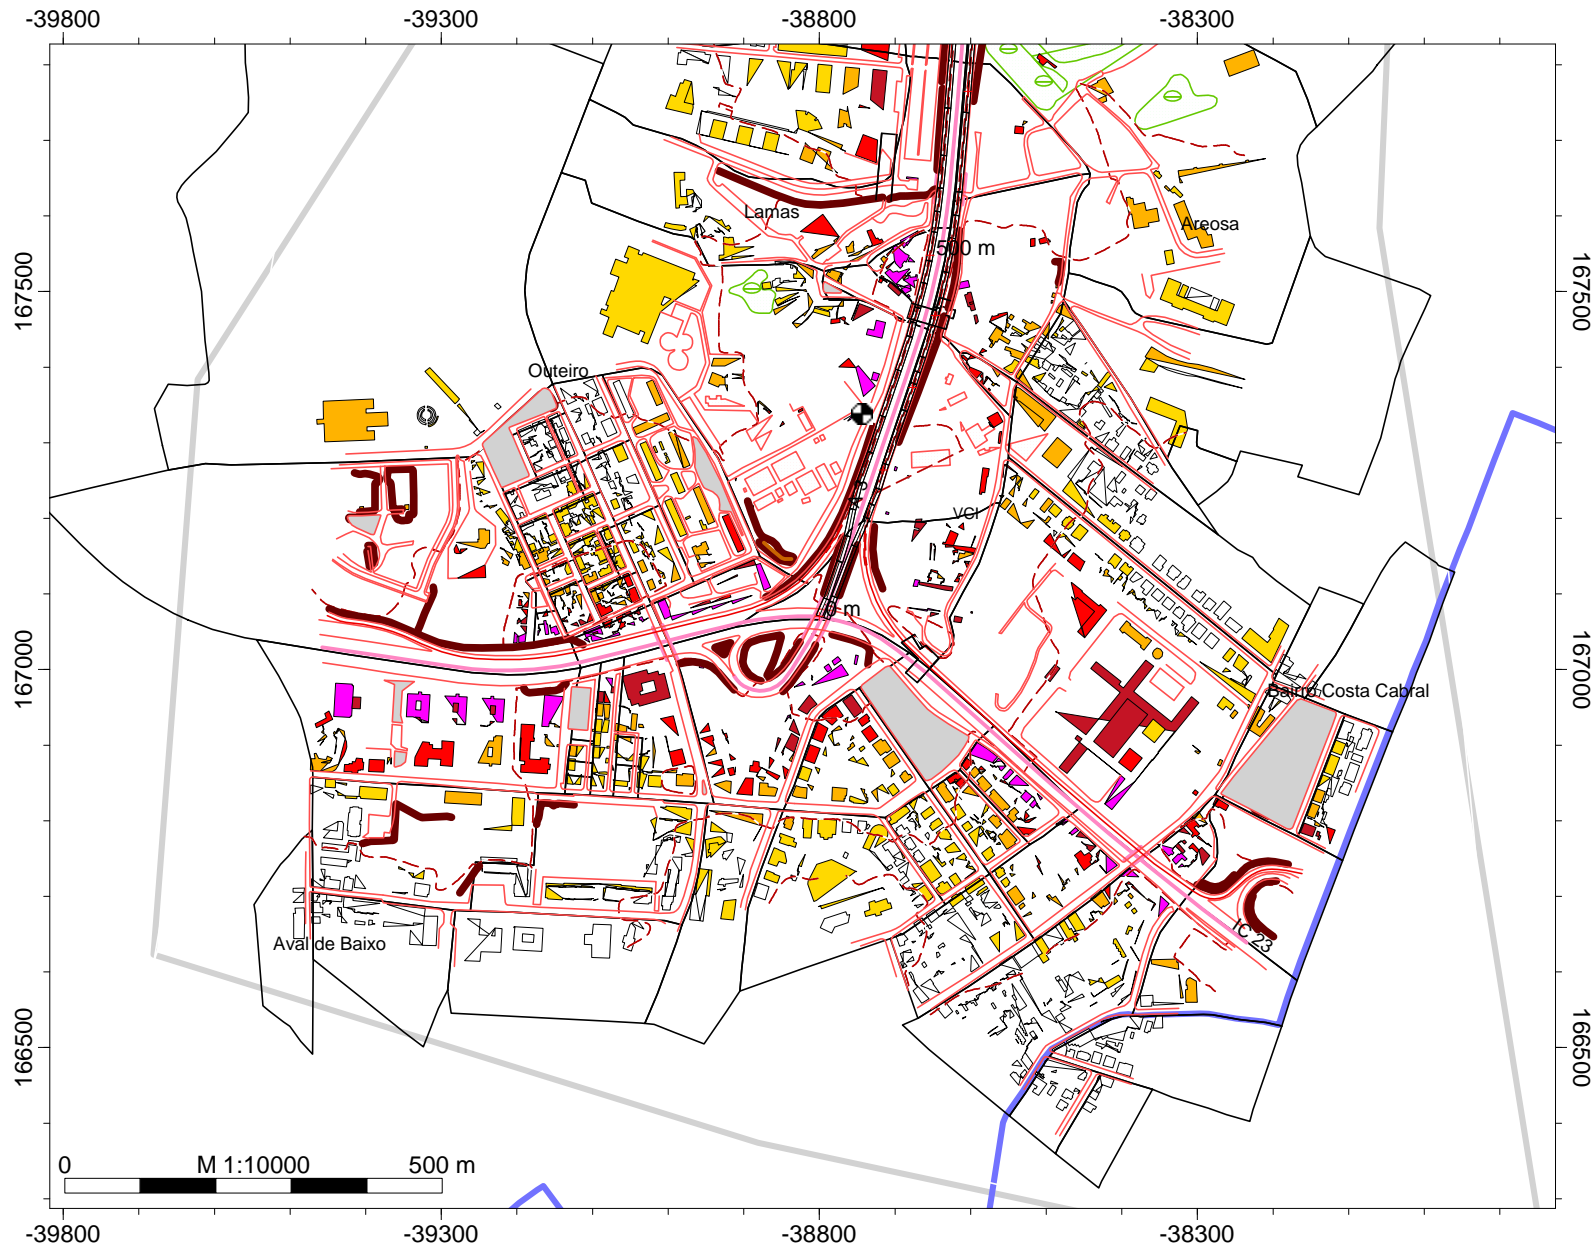 -39800 -39300 -38800 -38300
Lamas
Areosa
500 m
167500 167500
Outeiro
A 3
VCI
0 m
167000 167000
Bairro Costa Cabral
IC 23
Aval de Baixo
166500 166500
0 M 1:10000 500 m
-39800 -39300 -38800 -38300